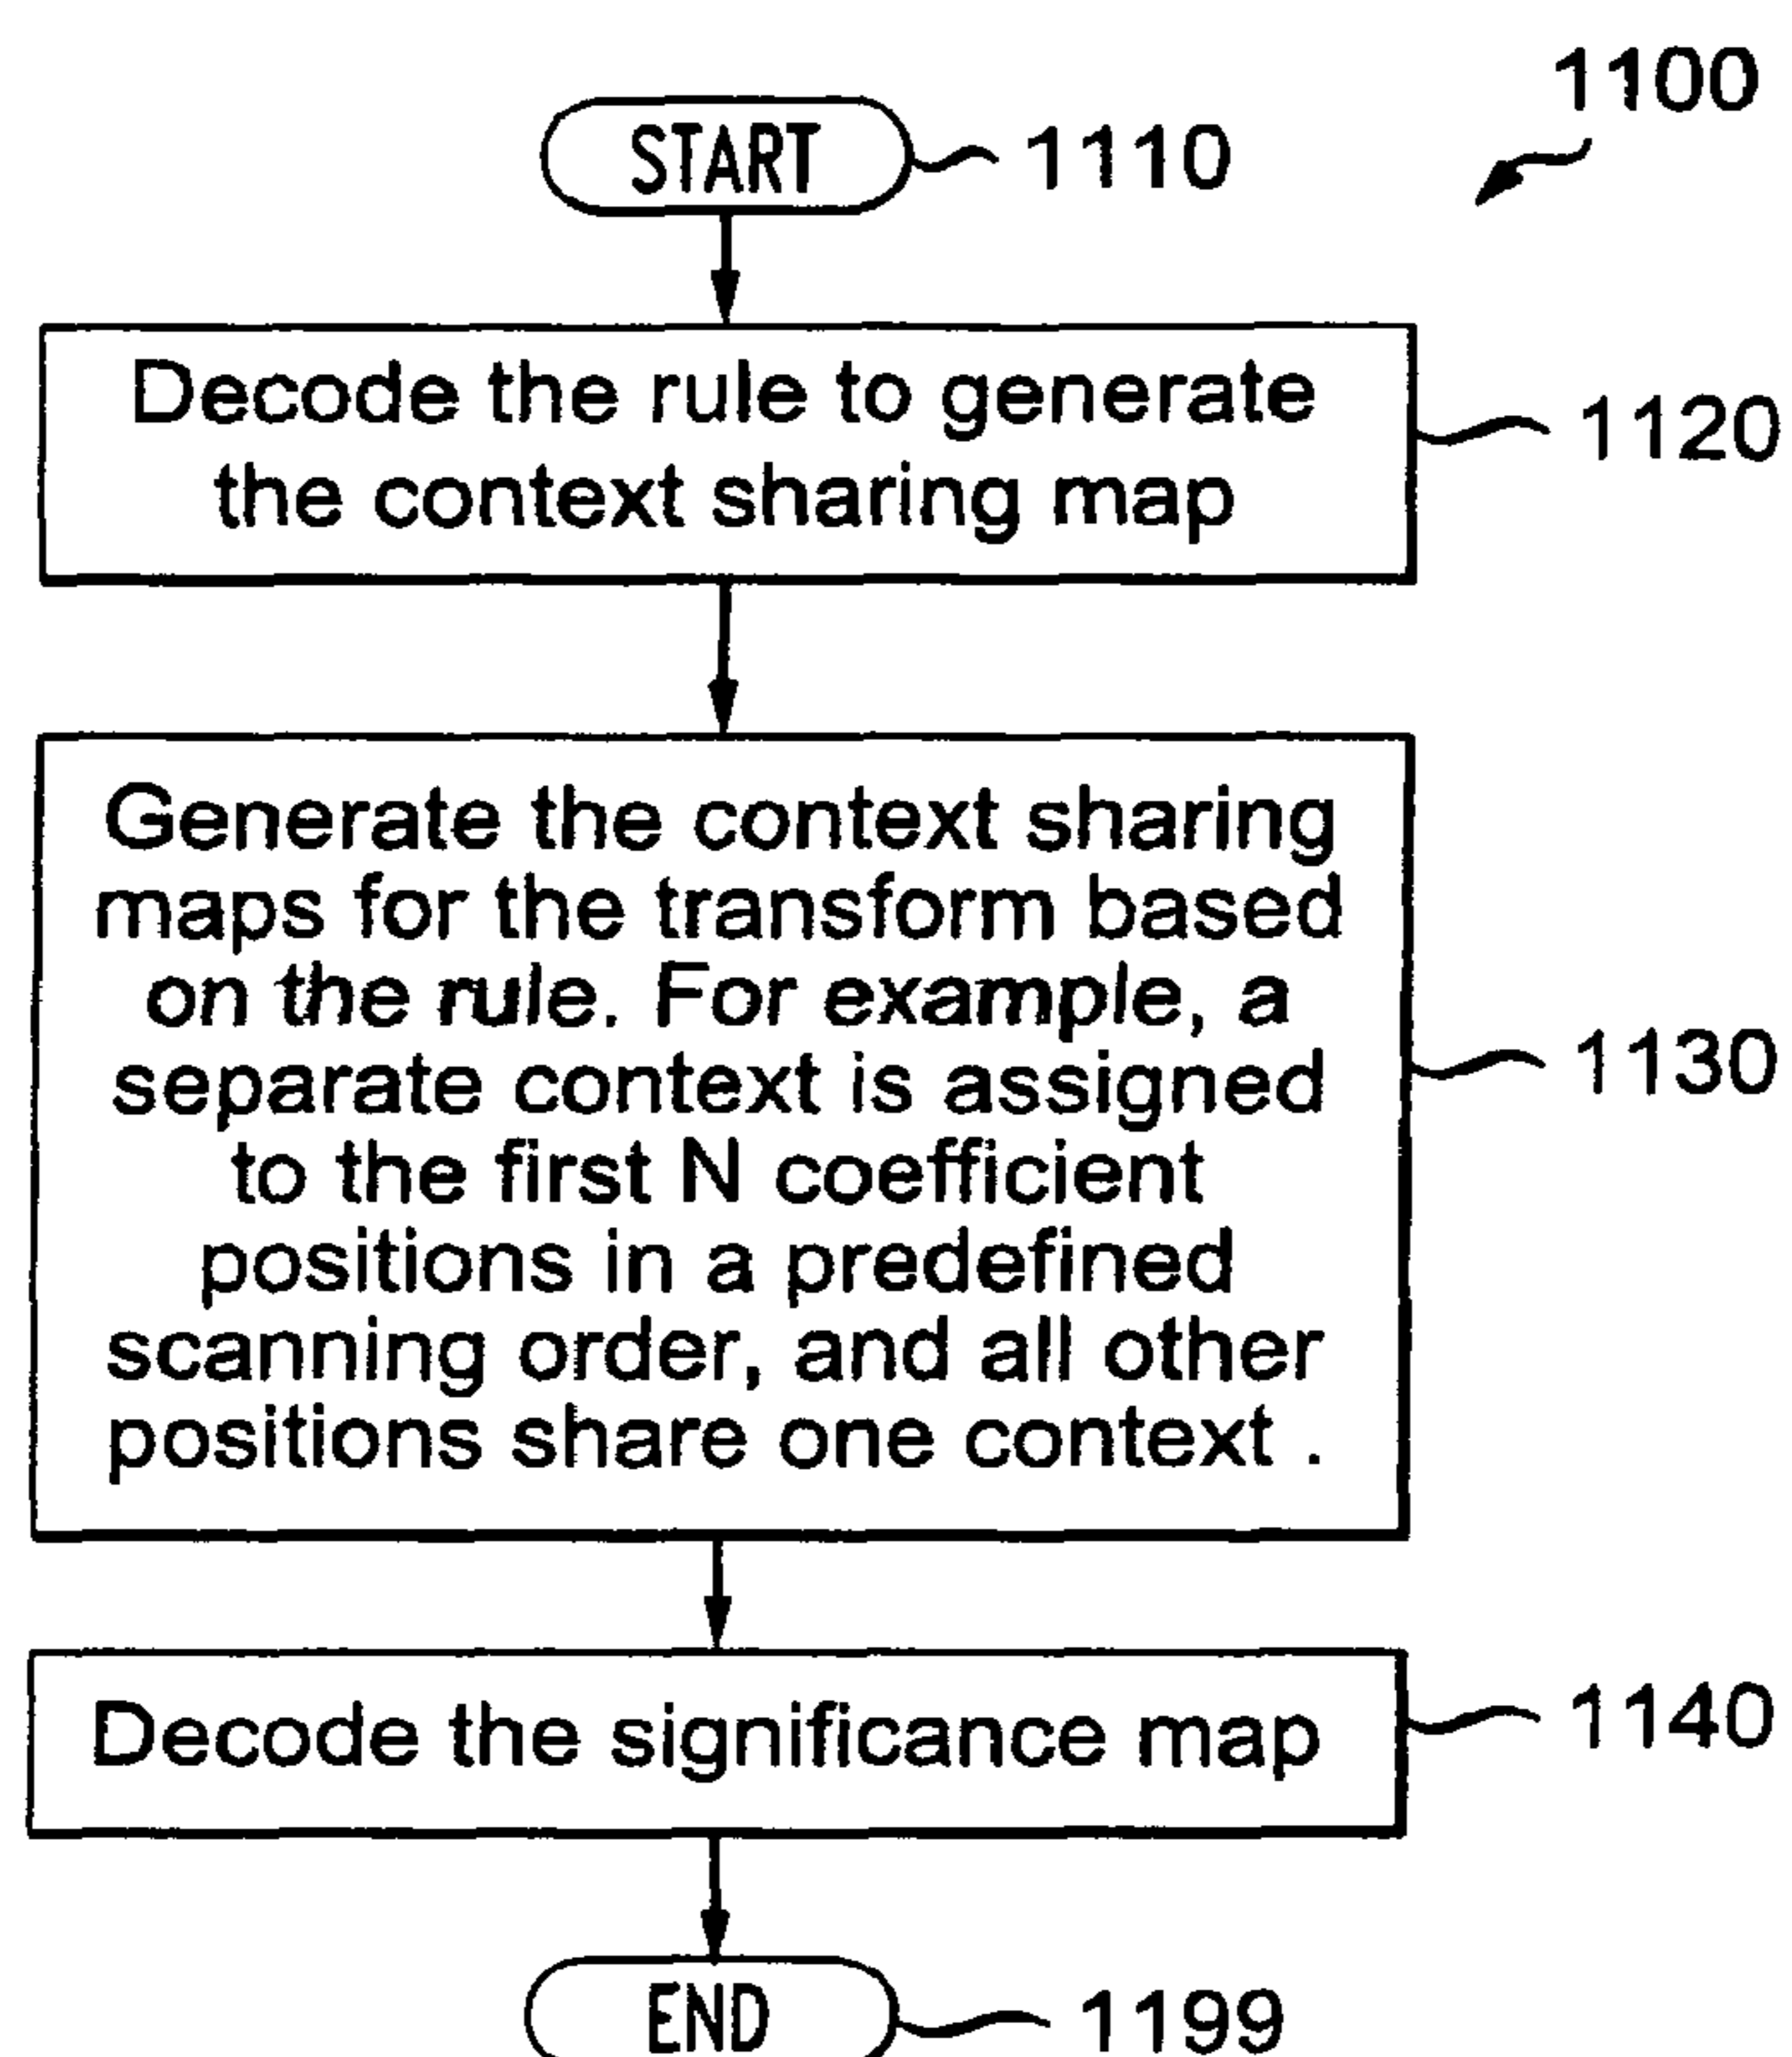 1100
START 1110
Decode the rule to generate
the context sharing map
1120
Generate the context sharing
maps for the transform based
on the rule. For example, a
separate context is assigned
to the first N coefficient
positions in a predefined
scanning order, and all other
positions share one context .
1130
Decode the significance map
1140
END 1199